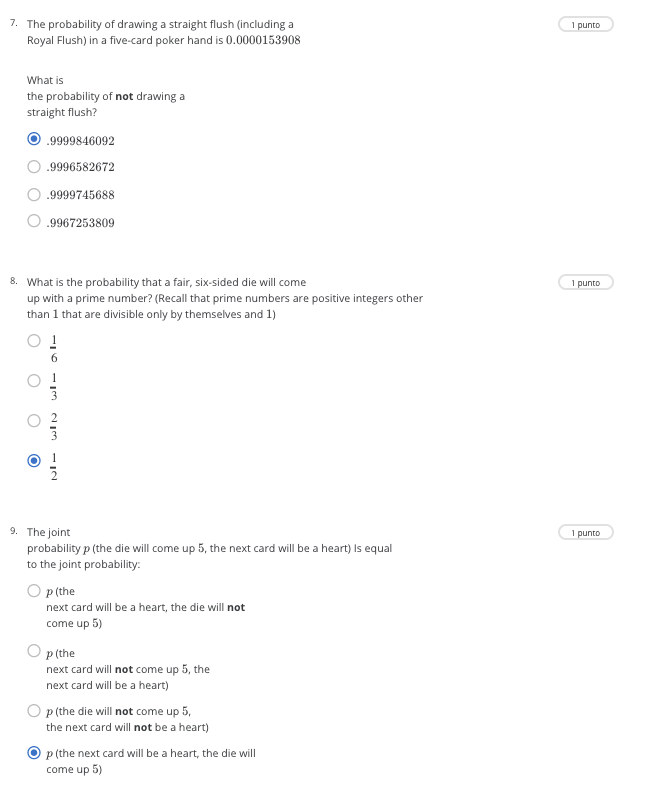 7. The probability of drawing a straight flush (including a
1 punto
Royal Flush) in a five-card poker hand is 0.0000153908
What is
the probability of not drawing a
straight flush?
.9999846092
.9996582672
.9999745688
.9967253809
8. What is the probability that a fair, six-sided die will come
1 punto
up with a prime number? (Recall that prime numbers are positive integers other
than 1 that are divisible only by themselves and 1)
1
6
1
3
2
3
1
2
9. The joint
1 punto
probability p (the die will come up 5, the next card will be a heart) Is equal
to the joint probability:
p (the
next card will be a heart, the die will not
come up 5)
p (the
next card will not come up 5, the
next card will be a heart)
p (the die will not come up 5,
the next card will not be a heart)
p (the next card will be a heart, the die will
come up 5)